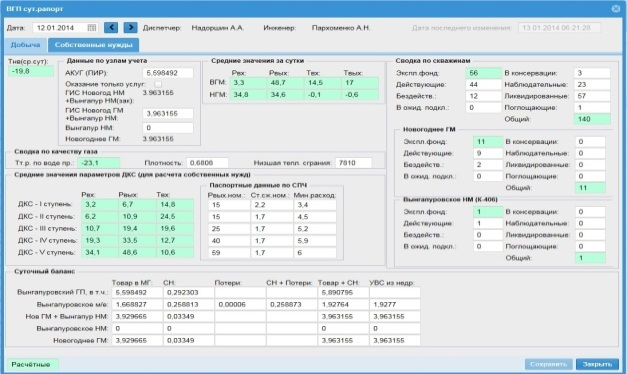 ВГП сут.рапорт
Дата: 12.01.2014 Диспетчер: Надоршин А.А. Инженер: Пархоменко А.Н. Дата последнего изменения: 13.01.2014 06:21:28
Добыча Собственные нужды
Тнв(ср.сут):
-19,8
Данные по узлам учета
АКУГ (ПИР): 5,598492
Оказание только услуг:
ГИС Новогод НМ 3,963155
+Вынгапур НМ(зак):
ГИС Новогод ГМ 3,963155
+Вынгапур НМ:
Вынгапур НМ: 0
Новогоднее ГМ: 3,963155
Средние значения за сутки
Рвх: Рвых: Твх: Твых:
ВГМ: 3,3 48,7 14,5 17
НГМ: 34,8 34,6 -0,1 -0,6
Сводка по скважинам
Экспл.фонд: 56 В консервации: 3
Действующие: 44 Наблюдательные: 23
Бездейств.: 12 Ликвидированные: 57
В ожид. подкл.: 0 Поглощающие: 1
Общий: 140
Новогоднее ГМ
Экспл.фонд: 11 В консервации: 0
Действующие: 9 Наблюдательные: 0
Бездейств.: 2 Ликвидированные: 0
В ожид. подкл.: 0 Поглощающие: 0
Общий: 11
Вынгапуровское НМ (К-406)
Экспл.фонд: 1 В консервации: 0
Действующие: 1 Наблюдательные: 0
Бездейств.: 0 Ликвидированные: 0
В ожид. подкл.: 0 Поглощающие: 0
Общий: 1
Сводка по качеству газа
Тт.р. по воде пр.: -23,1 Плотность: 0,6808 Низшая тепл. сграния: 7810
Средние значения параметров ДКС (для расчета собственных нужд)
Рвх: Рвых: Твх:
ДКС - I ступень: 3,2 6,7 14,8
ДКС - II ступень: 6,2 10,9 24,5
ДКС - III ступень: 10,7 19,4 19,6
ДКС - IV ступень: 19,3 33,5 12,7
ДКС - V ступень: 34,1 48,6 10,6
Паспортные данные по СПЧ
Рвых.ном.: Ст.сж.ном.: Мин.расход:
15 2,2 3,4
15 1,7 4,5
25 1,7 5,2
40 1,7 5,9
59 1,7 6
Суточный баланс
Товар в МГ: СН: Потери: СН + Потери: Товар + СН: УВС из недр:
Вынгапуровский ГП, в т.ч.: 5,598492 0,292303 5,890795
Вынгапуровское м/е: 1,668827 0,258813 0,00006 0,258873 1,92764 1,9277
Нов ГМ + Вынгапур НМ: 3,929665 0,03349 3,963155 3,963155
Вынгапуровское НМ: 0 0 0 0
Новогоднее ГМ: 3,929665 0,03349 3,963155 3,963155
Расчётные Сохранить Закрыть